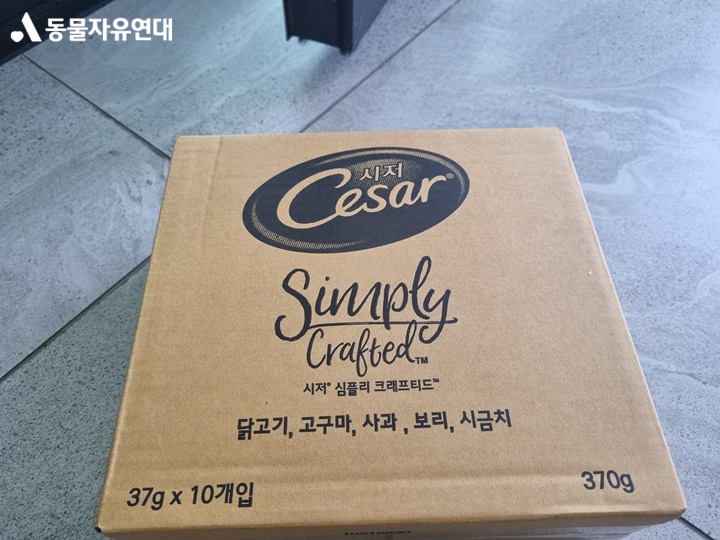 동물자유연대
시저
Cesar®
Simply
Crafted™
시저® 심플리 크래프티드™
닭고기, 고구마, 사과 , 보리, 시금치
37g x 10개입
370g